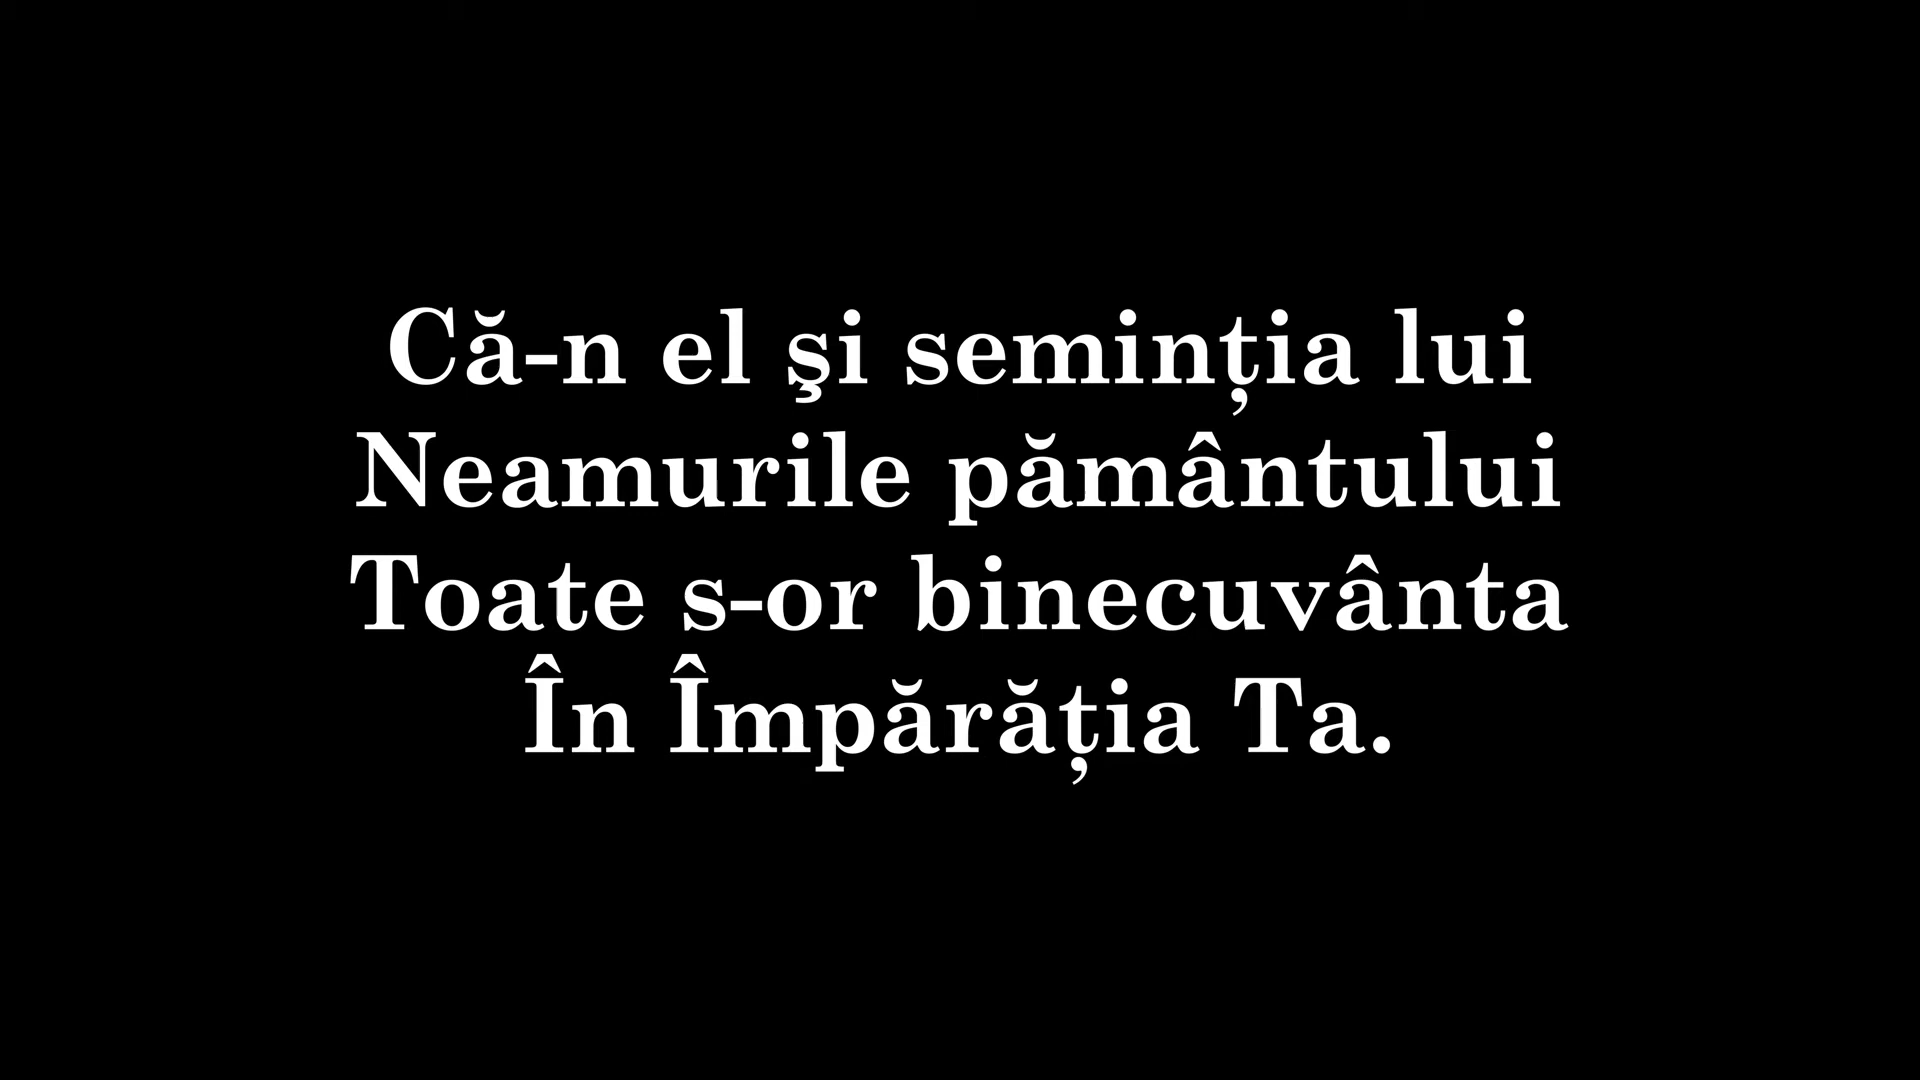 Că-n el şi seminția lui
Neamurile pământului
Toate s-or binecuvânta
În Împărăția Ta.